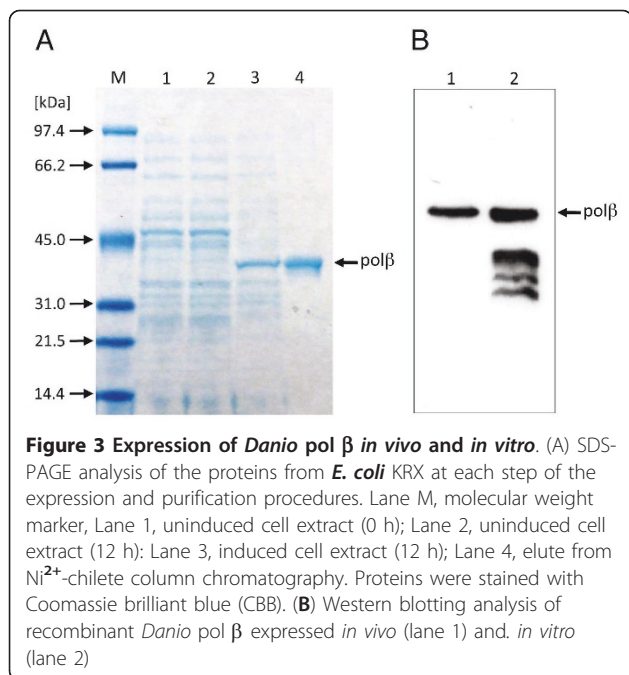 A
B
M 1 2 3 4
1 2
[kDa]
97.4
66.2
polβ
45.0
polβ
31.0
21.5
14.4
Figure 3 Expression of Danio pol β in vivo and in vitro. (A) SDS-
PAGE analysis of the proteins from E. coli KRX at each step of the
expression and purification procedures. Lane M, molecular weight
marker, Lane 1, uninduced cell extract (0 h); Lane 2, uninduced cell
extract (12 h): Lane 3, induced cell extract (12 h); Lane 4, elute from
Ni2+-chilete column chromatography. Proteins were stained with
Coomassie brilliant blue (CBB). (B) Western blotting analysis of
recombinant Danio pol β expressed in vivo (lane 1) and. in vitro
(lane 2)